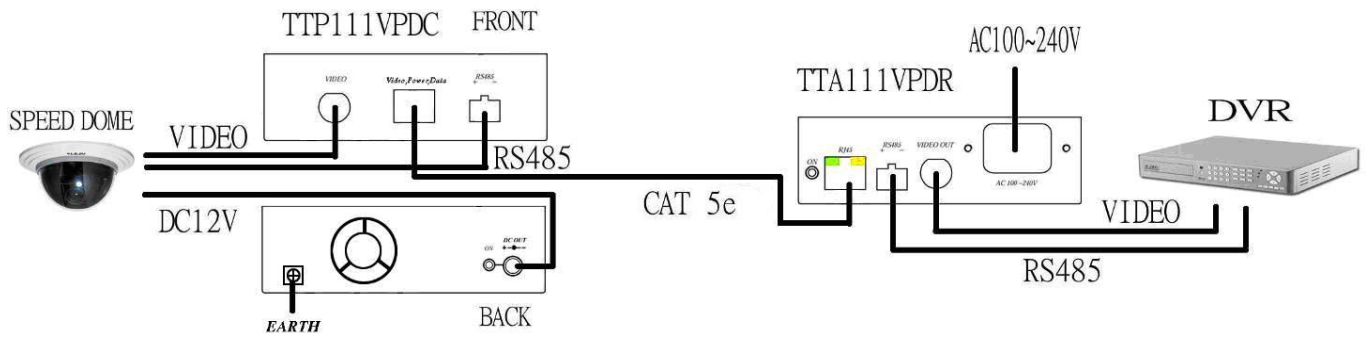 TTP111VPDC FRONT
VIDEO
Video,Power,Data
RS485
+ -
SPEED DOME
VIDEO
RS485
DC12V
CAT 5e
DC OUT
+ -
ON
EARTH
BACK
AC100~240V
TTA111VPDR
ON
RJ45
RS485
+ -
VIDEO OUT
AC 100~240V
DVR
VIDEO
RS485